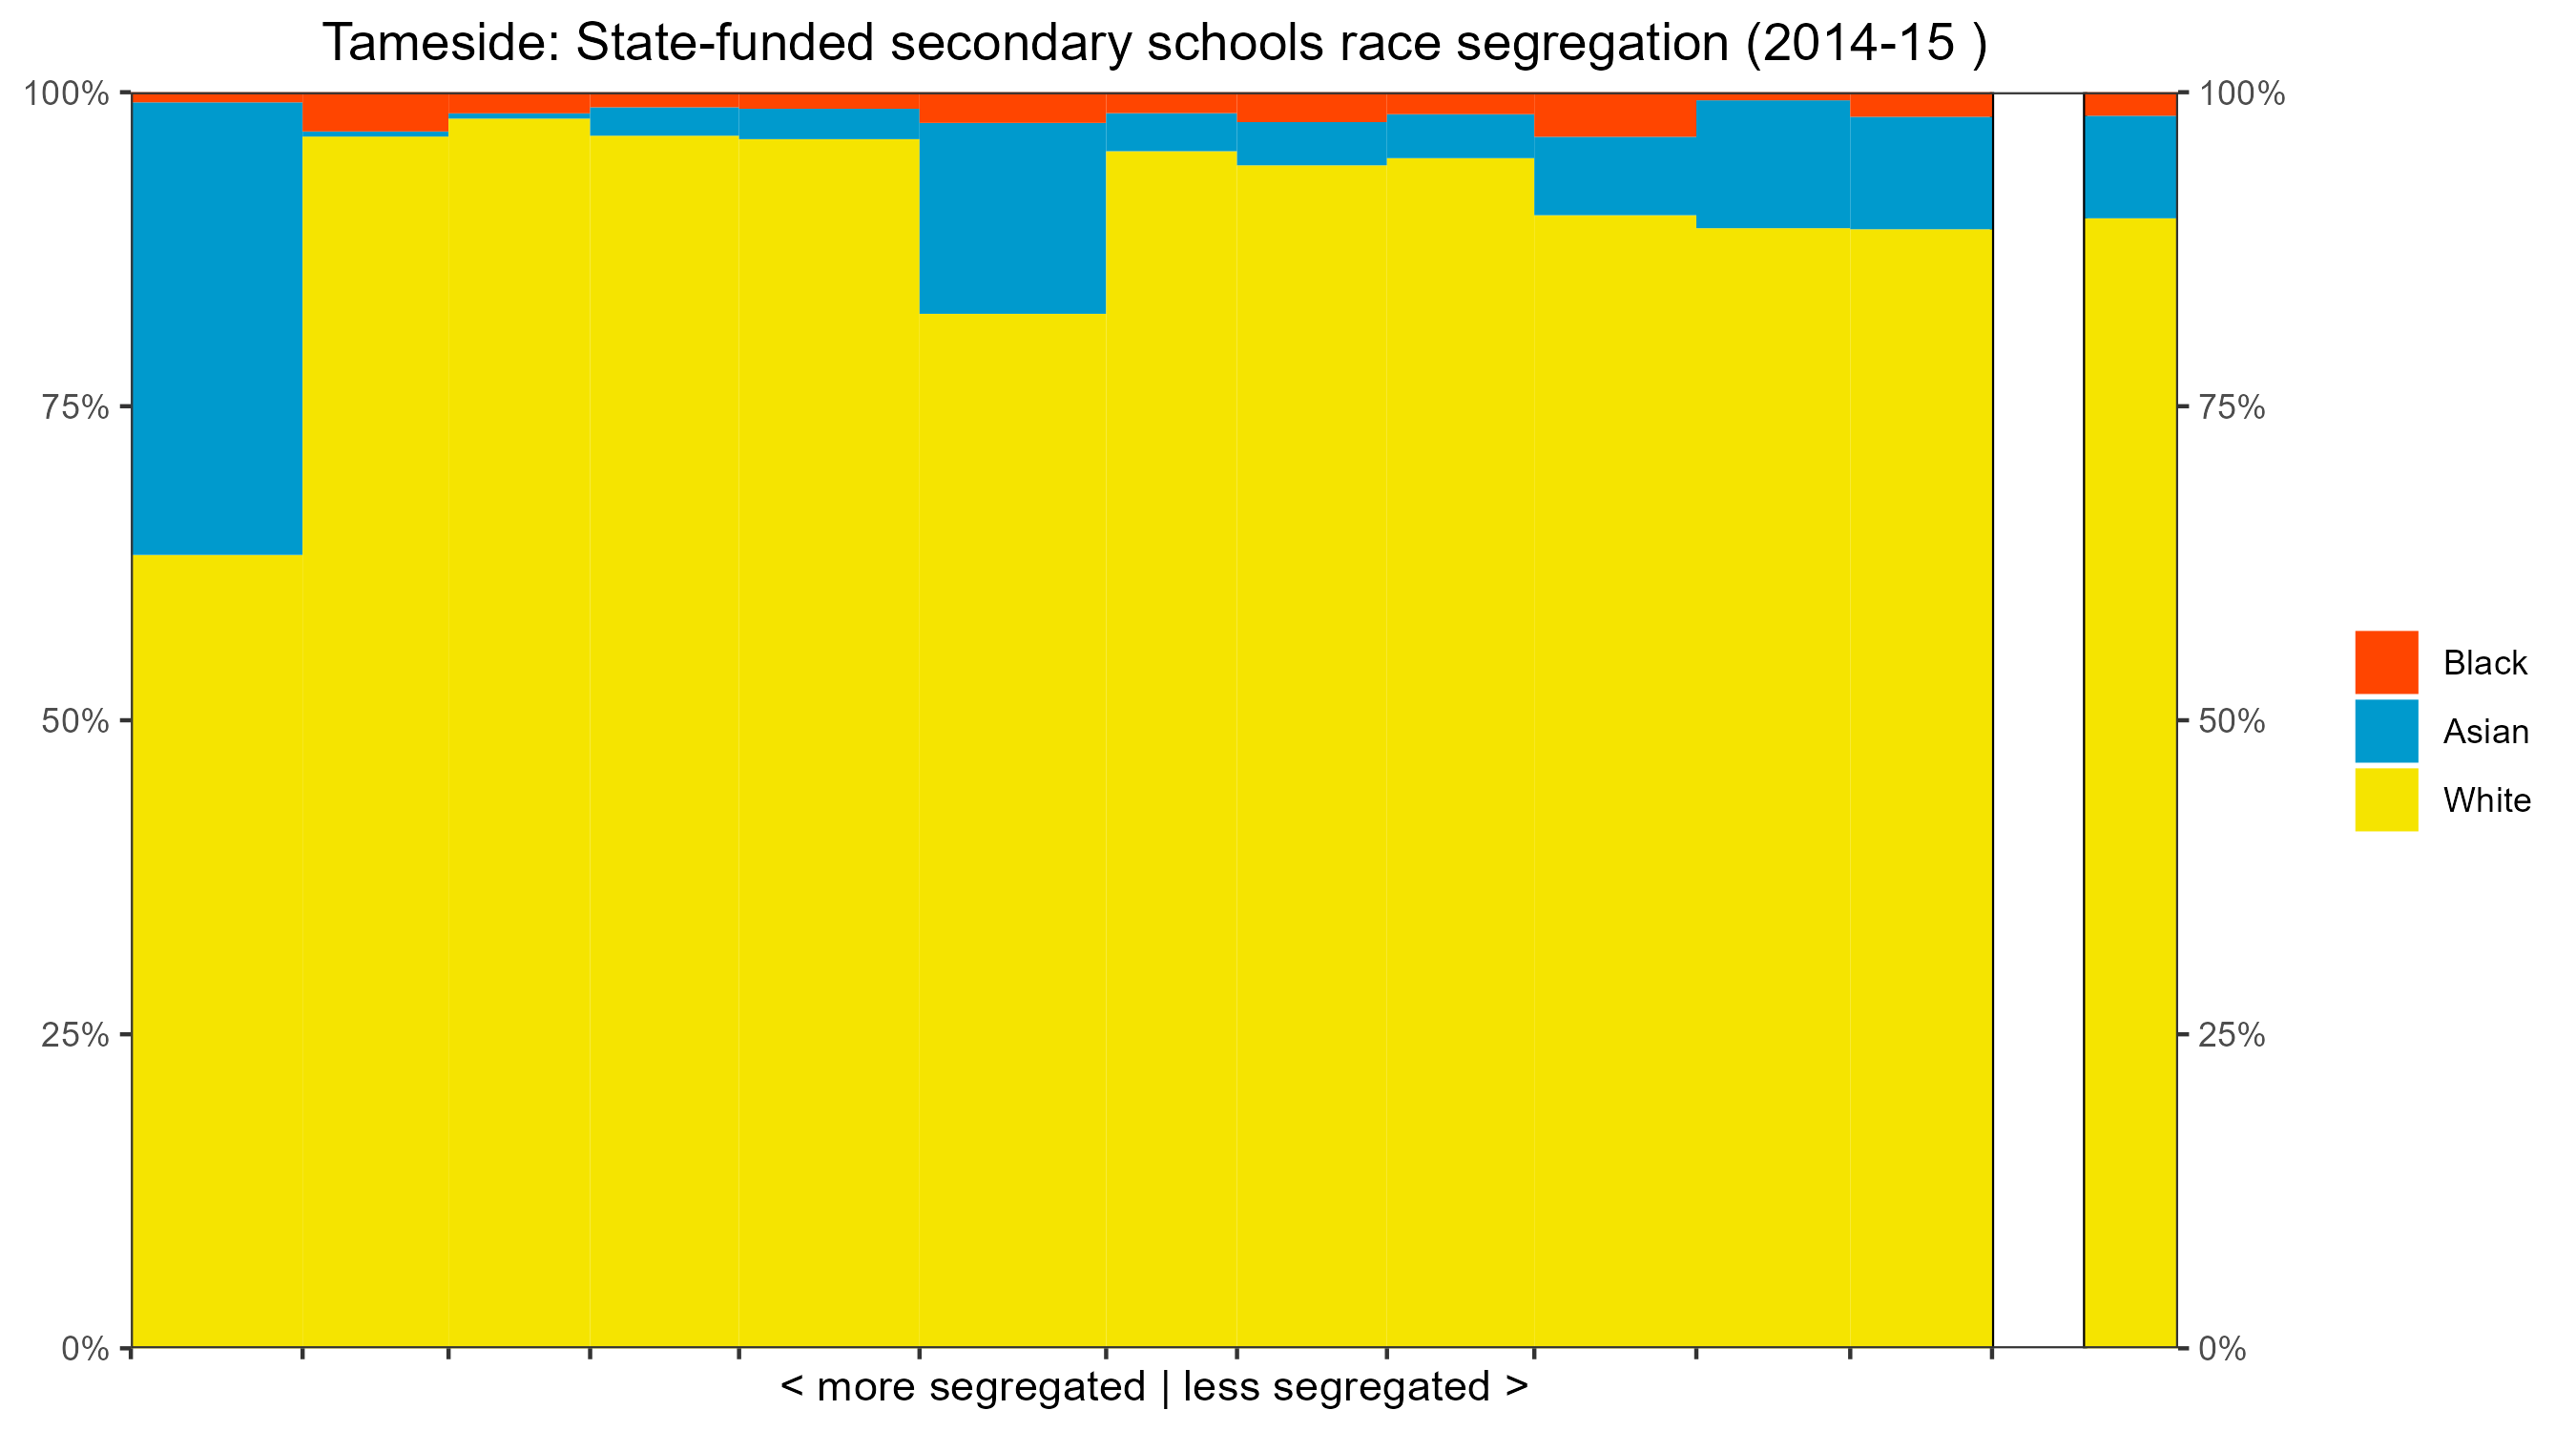 Tameside: State-funded secondary schools race segregation (2014-15 )
100%
75%
50%
25%
0%
100%
75%
50%
25%
0%
Black
Asian
White
< more segregated | less segregated >